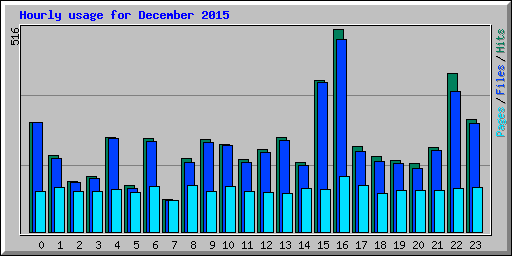 Hourly usage for December 2015
516
Pages / Files / Hits
0 1 2 3 4 5 6 7 8 9 10 11 12 13 14 15 16 17 18 19 20 21 22 23